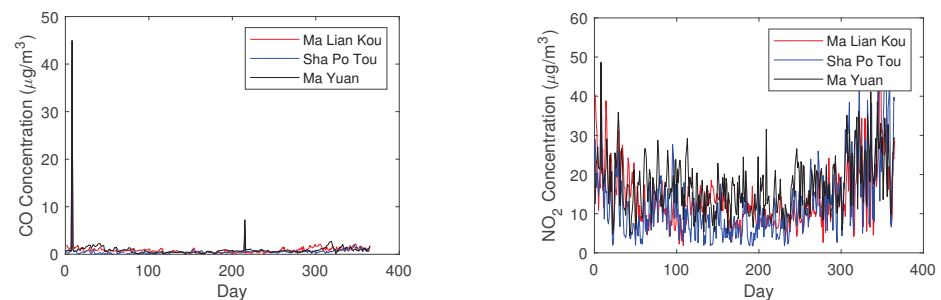 50
40
30
20
10
0
CO Concentration (μg/m³)
Ma Lian Kou
Sha Po Tou
Ma Yuan
0 100 200 300 400
Day
60
50
40
30
20
10
0
NO₂ Concentration (μg/m³)
Ma Lian Kou
Sha Po Tou
Ma Yuan
0 100 200 300 400
Day